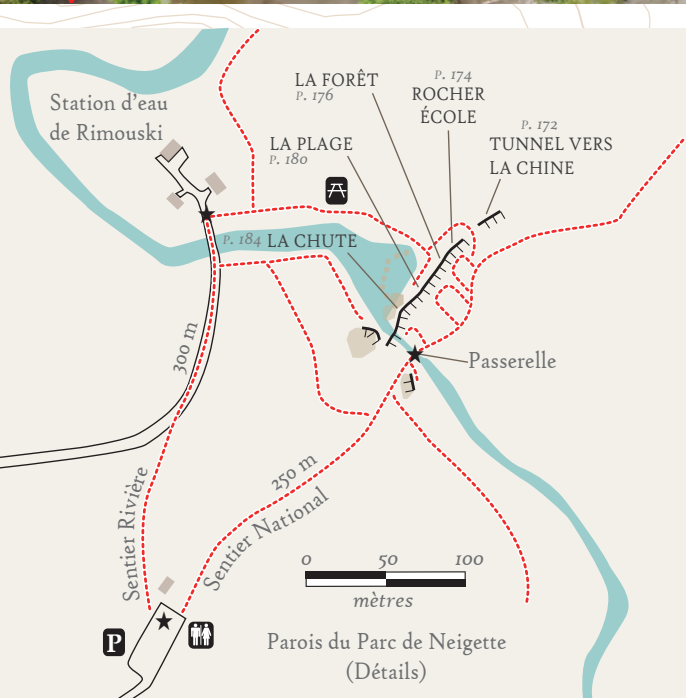 Station d'eau
de Rimouski
LA FORÊT
P. 176
P. 174
ROCHER
ÉCOLE
LA PLAGE
P. 180
P. 172
TUNNEL VERS
LA CHINE
P. 184 LA CHUTE
300 m
Passerelle
Sentier Rivière
250 m
Sentier National
0 50 100
mètres
P
Parois du Parc de Neigette
(Détails)